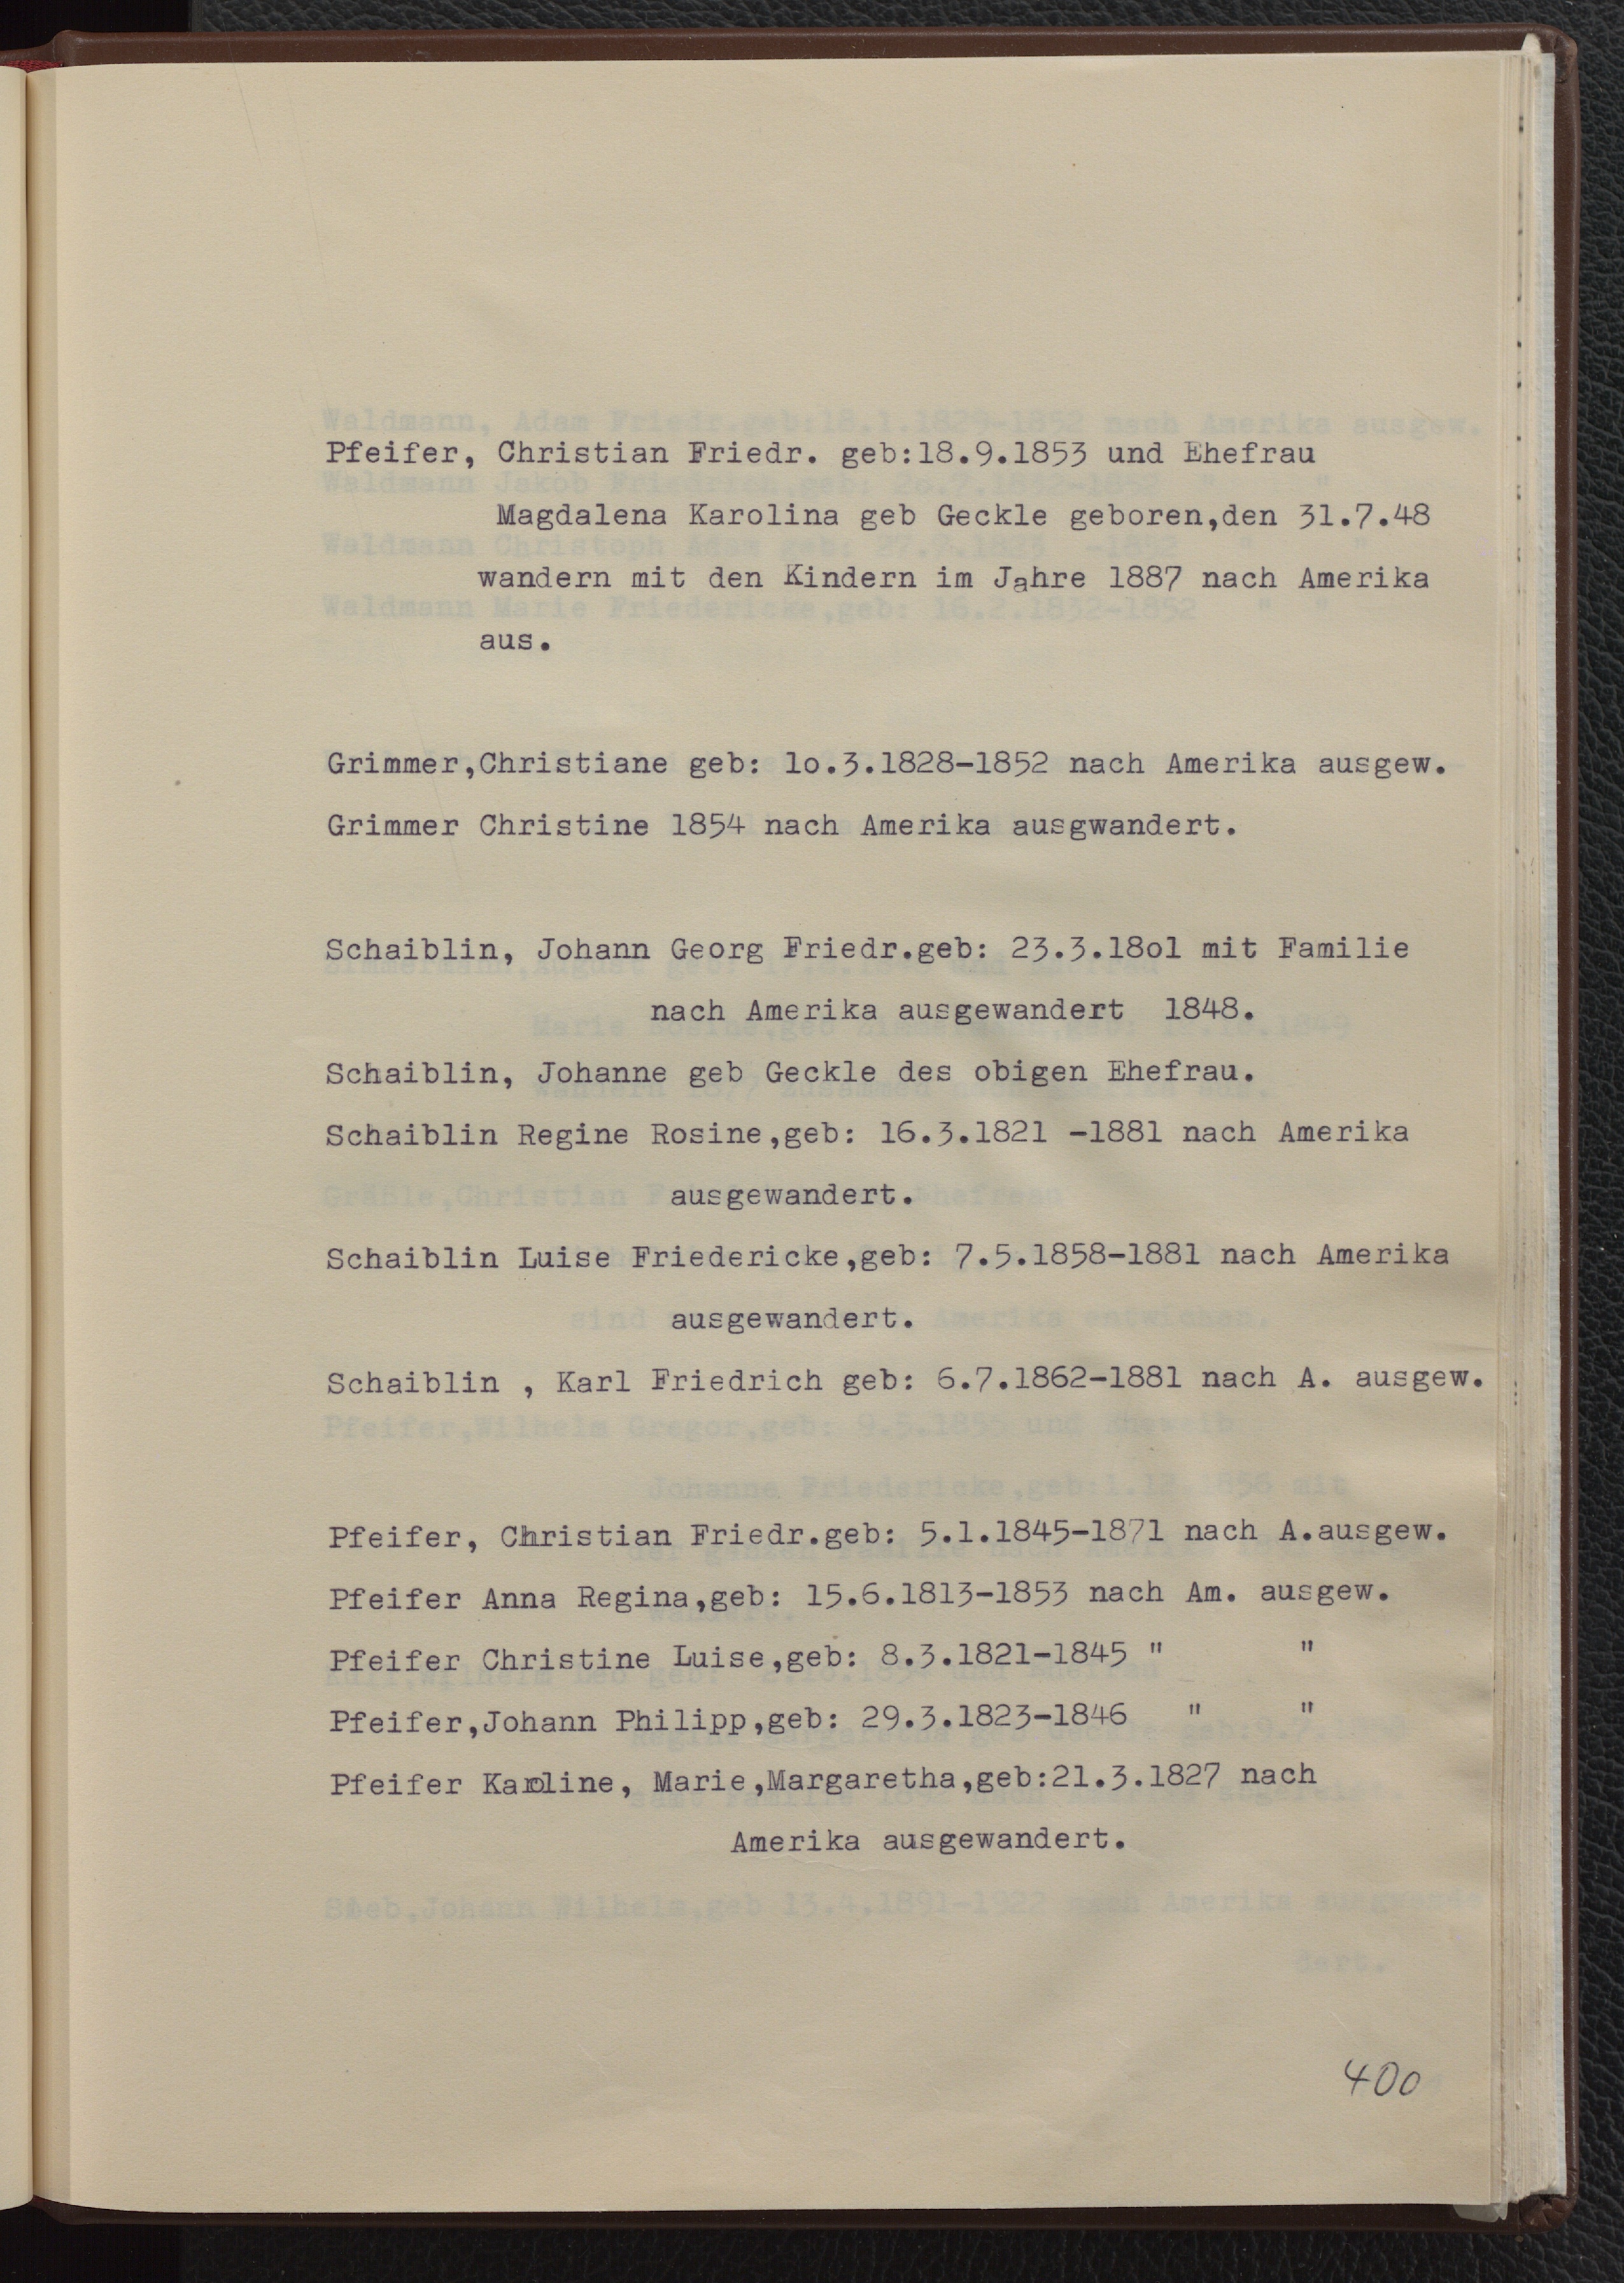 Pfeifer, Christian Friedr. geb:18.9.1853 und Ehefrau
Magdalena Karolina geb Geckle geboren,den 31.7.48
wandern mit den Kindern im Jahre 1887 nach Amerika
aus.
Grimmer,Christiane geb: lo.3.1828-1852 nach Amerika ausgew.
Grimmer Christine 1854 nach Amerika ausgwandert.
Schaiblin, Johann Georg Friedr.geb: 23.3.18o1 mit Familie
nach Amerika ausgewandert 1848.
Schaiblin, Johanne geb Geckle des obigen Ehefrau.
Schaiblin Regine Rosine,geb: 16.3.1821 -1881 nach Amerika
ausgewandert.
Schaiblin Luise Friedericke,geb: 7.5.1858-1881 nach Amerika
ausgewandert.
Schaiblin , Karl Friedrich geb: 6.7.1862-1881 nach A. ausgew.
Pfeifer, Christian Friedr.geb: 5.1.1845-1871 nach A.ausgew.
Pfeifer Anna Regina,geb: 15.6.1813-1853 nach Am. ausgew.
Pfeifer Christine Luise,geb: 8.3.1821-1845 " "
Pfeifer,Johann Philipp,geb: 29.3.1823-1846 " "
Pfeifer Karoline, Marie,Margaretha,geb:21.3.1827 nach
Amerika ausgewandert.
400